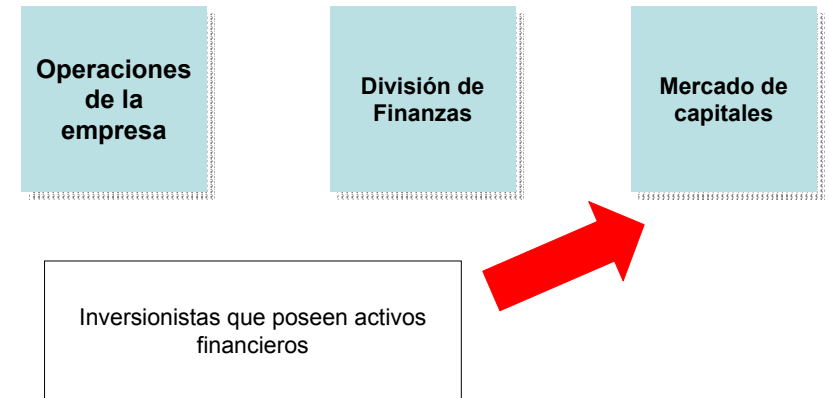 Operaciones
de la
empresa
División de
Finanzas
Mercado de
capitales
Inversionistas que poseen activos
financieros